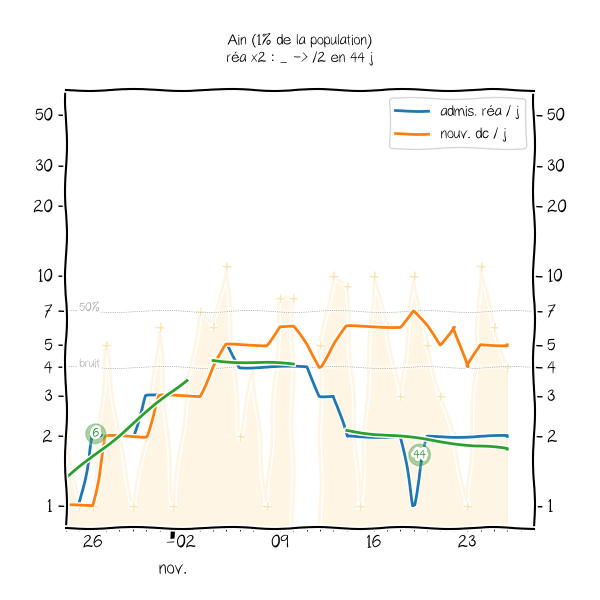 Ain (1% de la population)
réa x2 : _ -> /2 en 44 j
admis. réa / j
nouv. dc / j
50 50
30 30
20 20
10 10
50%
7 7
5 5
bruit
4 4
3 3
6
2 2
44
1 1
26 02 09 16 23
nov.